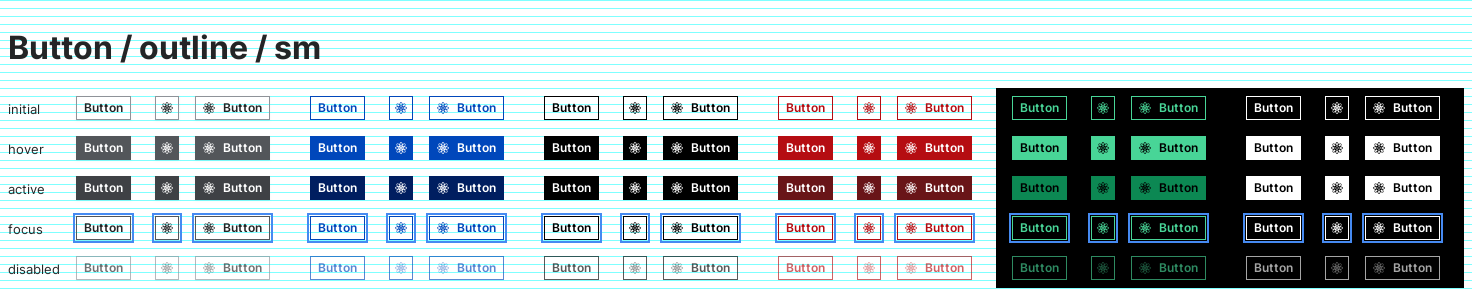 Button / outline / sm
initial Button Button Button Button Button Button Button Button Button Button Button Button
hover Button Button Button Button Button Button Button Button Button Button Button Button
active Button Button Button Button Button Button Button Button Button Button Button Button
focus Button Button Button Button Button Button Button Button Button Button Button Button
disabled Button Button Button Button Button Button Button Button Button Button Button Button